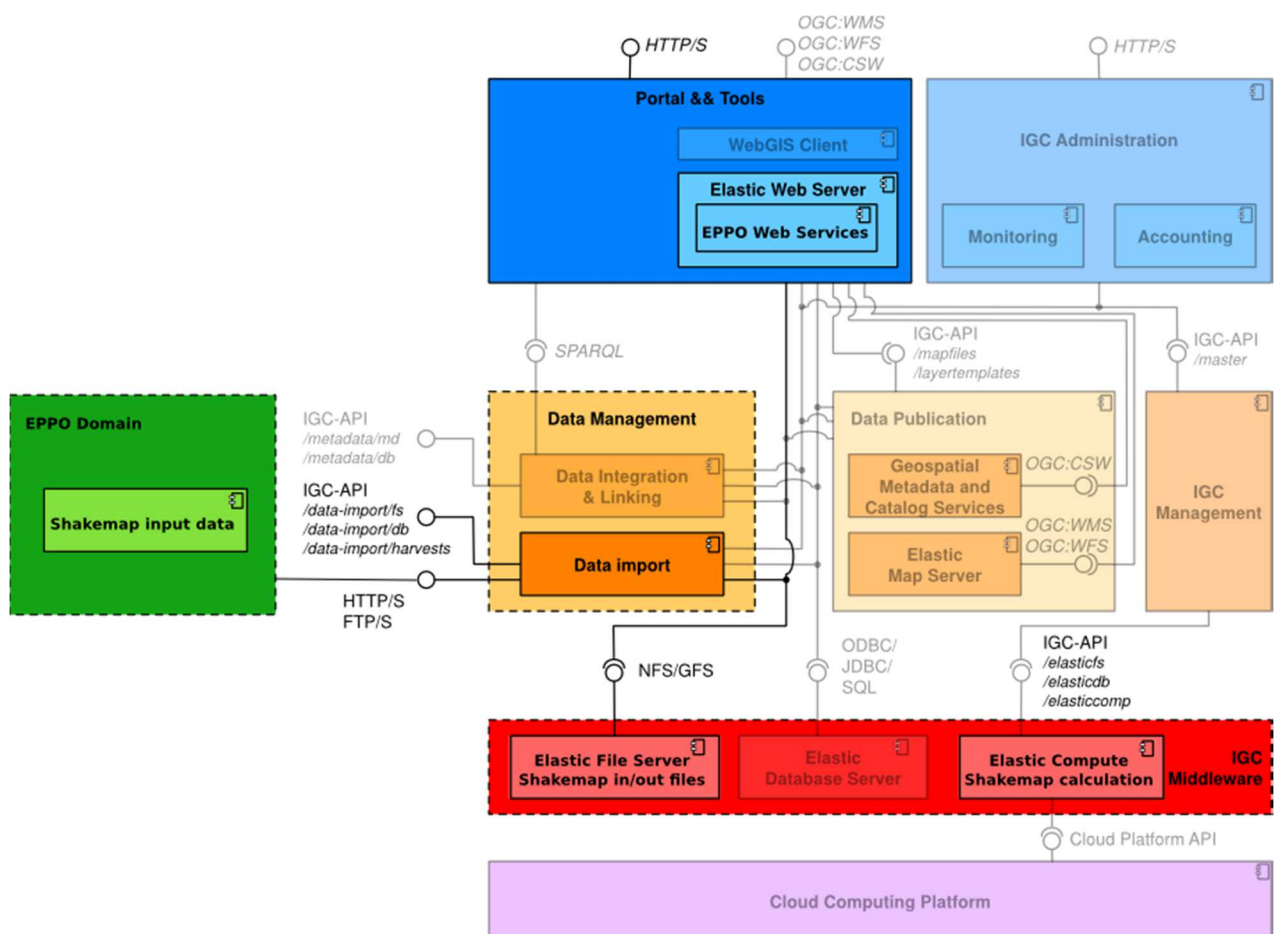 HTTP/S
OGC:WMS
OGC:WFS
OGC:CSW
HTTP/S
Portal && Tools
WebGIS Client
Elastic Web Server
EPPO Web Services
IGC Administration
Monitoring
Accounting
SPARQL
IGC-API
/mapfiles
/layertemplates
IGC-API
/master
EPPO Domain
Shakemap input data
IGC-API
/metadata/md
/metadata/db
IGC-API
/data-import/fs
/data-import/db
/data-import/harvests
HTTP/S
FTP/S
Data Management
Data Integration
& Linking
Data import
Data Publication
Geospatial
Metadata and
Catalog Services
OGC:CSW
OGC:WMS
OGC:WFS
Elastic
Map Server
IGC
Management
NFS/GFS
ODBC/
JDBC/
SQL
IGC-API
/elasticfs
/elasticdb
/elasticcomp
Elastic File Server
Shakemap in/out files
Elastic
Database Server
Elastic Compute
Shakemap calculation
IGC
Middleware
Cloud Platform API
Cloud Computing Platform